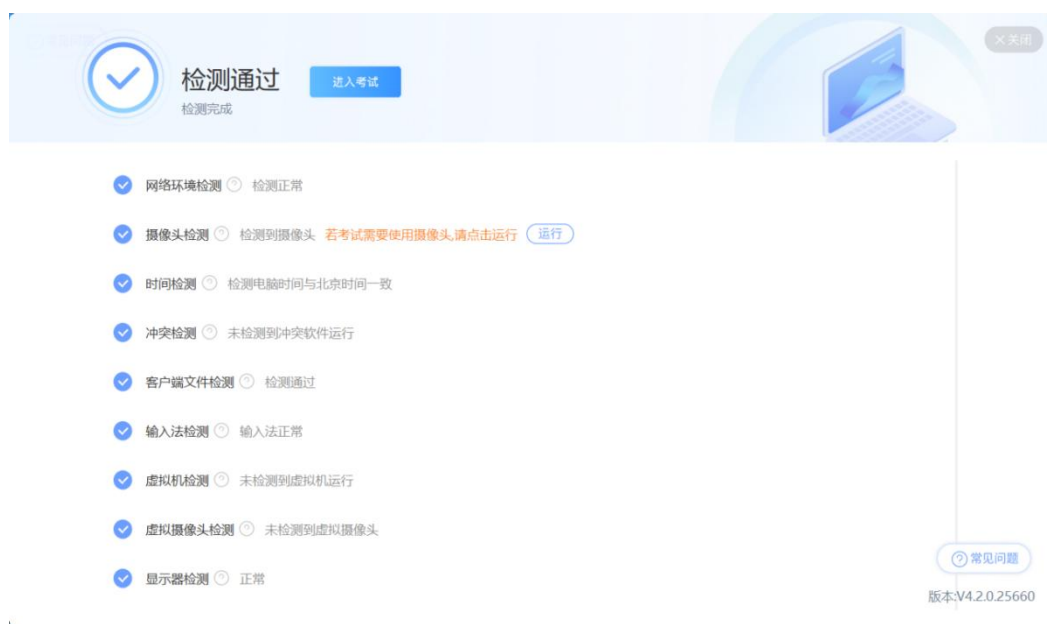 ×关闭
检测通过 进入考试
检测完成
网络环境检测 ? 检测正常
摄像头检测 ? 检测到摄像头 若考试需要使用摄像头,请点击运行 运行
时间检测 ? 检测电脑时间与北京时间一致
冲突检测 ? 未检测到冲突软件运行
客户端文件检测 ? 检测通过
输入法检测 ? 输入法正常
虚拟机检测 ? 未检测到虚拟机运行
虚拟摄像头检测 ? 未检测到虚拟摄像头
显示器检测 ? 正常
? 常见问题
版本:V4.2.0.25660